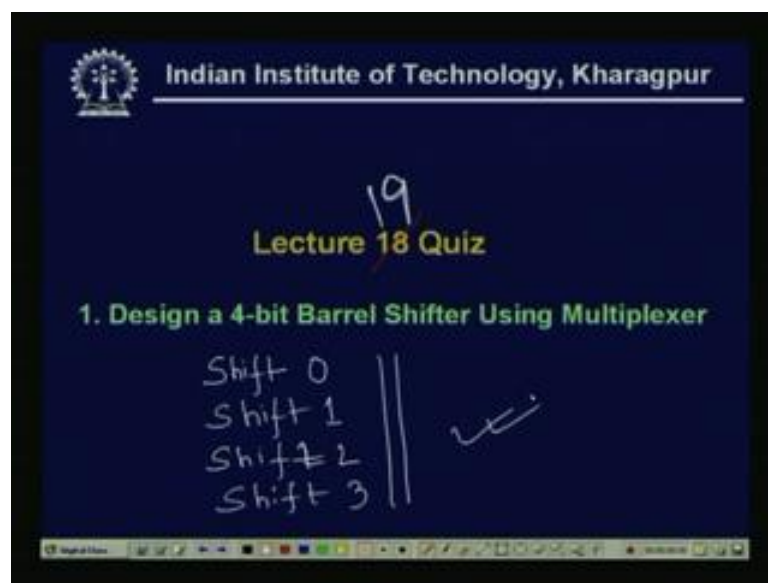 Indian Institute of Technology, Kharagpur
19
Lecture 18 Quiz
1. Design a 4-bit Barrel Shifter Using Multiplexer
Shift 0
Shift 1
Shift 2
Shift 3